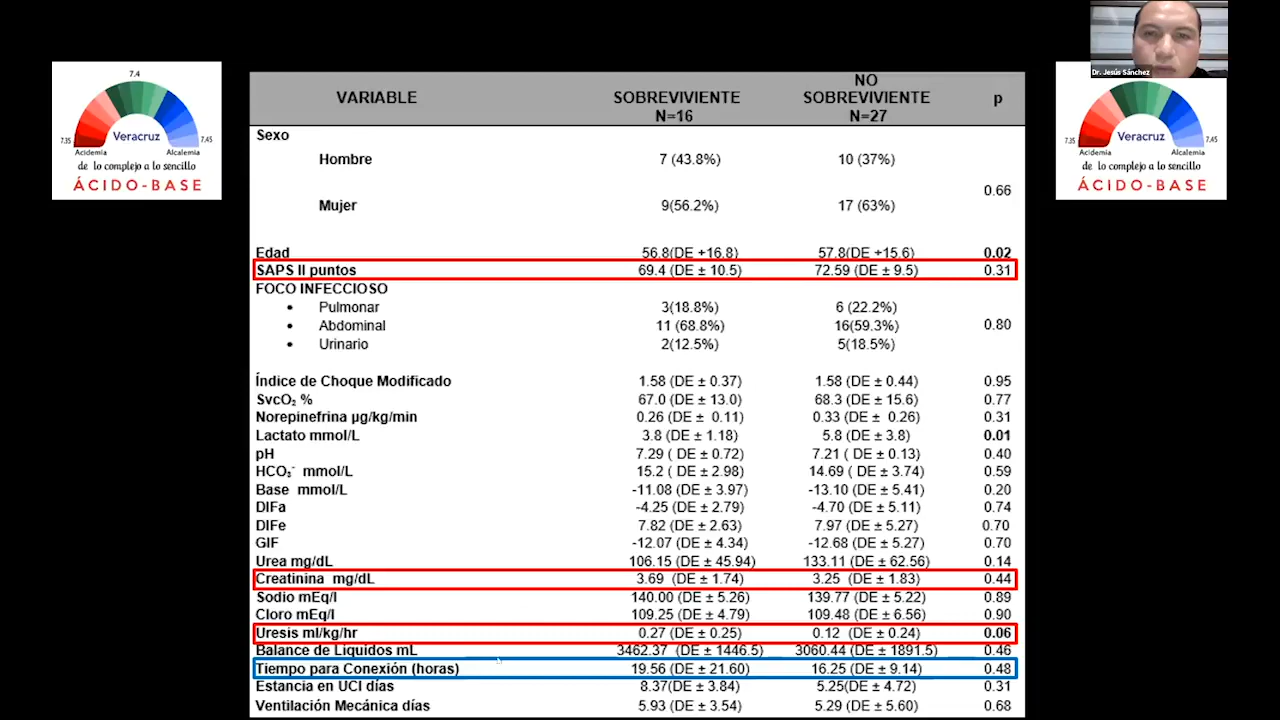 Dr. Jesús Sánchez
7.4
7.35
Veracruz
7.45
Acidemia
Alcalemia
de lo complejo a lo sencillo
ÁCIDO-BASE
7.35
Veracruz
7.45
Acidemia
Alcalemia
de lo complejo a lo sencillo
ÁCIDO-BASE
VARIABLE SOBREVIVIENTE N=16 NO SOBREVIVIENTE N=27 p
Sexo
Hombre 7 (43.8%) 10 (37%)
0.66
Mujer 9(56.2%) 17 (63%)
Edad 56.8(DE +16.8) 57.8(DE +15.6) 0.02
SAPS II puntos 69.4 (DE ± 10.5) 72.59 (DE ± 9.5) 0.31
FOCO INFECCIOSO
• Pulmonar 3(18.8%) 6 (22.2%)
• Abdominal 11 (68.8%) 16(59.3%) 0.80
• Urinario 2(12.5%) 5(18.5%)
Índice de Choque Modificado 1.58 (DE ± 0.37) 1.58 (DE ± 0.44) 0.95
SvcO₂ % 67.0 (DE ± 13.0) 68.3 (DE ± 15.6) 0.77
Norepinefrina µg/kg/min 0.26 (DE ± 0.11) 0.33 (DE ± 0.26) 0.31
Lactato mmol/L 3.8 (DE ± 1.18) 5.8 (DE ± 3.8) 0.01
pH 7.29 ( DE ± 0.72) 7.21 ( DE ± 0.13) 0.40
HCO₃⁻ mmol/L 15.2 ( DE ± 2.98) 14.69 ( DE ± 3.74) 0.59
Base mmol/L -11.08 (DE ± 3.97) -13.10 (DE ± 5.41) 0.20
DIFa -4.25 (DE ± 2.79) -4.70 (DE ± 5.11) 0.74
DIFe 7.82 (DE ± 2.63) 7.97 (DE ± 5.27) 0.70
GIF -12.07 (DE ± 4.34) -12.68 (DE ± 5.27) 0.70
Urea mg/dL 106.15 (DE ± 45.94) 133.11 (DE ± 62.56) 0.14
Creatinina mg/dL 3.69 (DE ± 1.74) 3.25 (DE ± 1.83) 0.44
Sodio mEq/l 140.00 (DE ± 5.26) 139.77 (DE ± 5.22) 0.89
Cloro mEq/l 109.25 (DE ± 4.79) 109.48 (DE ± 6.56) 0.90
Uresis ml/kg/hr 0.27 (DE ± 0.25) 0.12 (DE ± 0.24) 0.06
Balance de Líquidos mL 3462.37 (DE ± 1446.5) 3060.44 (DE ± 1891.5) 0.46
Tiempo para Conexión (horas) 19.56 (DE ± 21.60) 16.25 (DE ± 9.14) 0.48
Estancia en UCI días 8.37(DE ± 3.84) 5.25(DE ± 4.72) 0.31
Ventilación Mecánica días 5.93 (DE ± 3.54) 5.29 (DE ± 5.60) 0.68